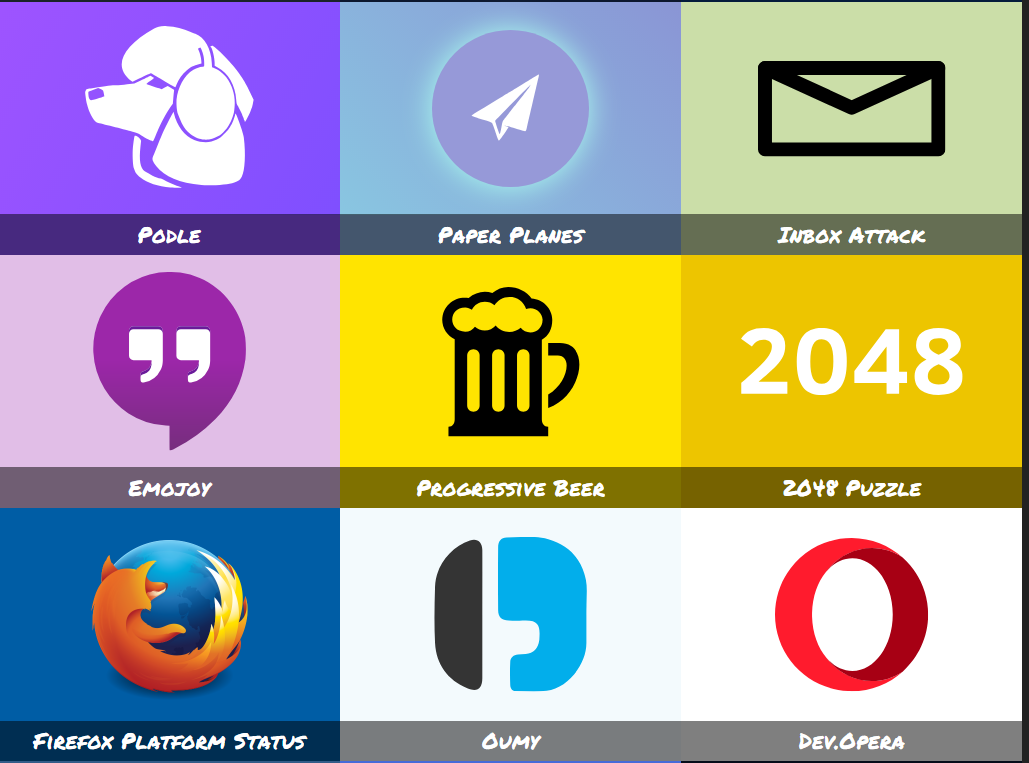 Podle
Paper Planes
Inbox Attack
Emojoy
Progressive Beer
2048
2048 Puzzle
Firefox Platform Status
Oumy
Dev.Opera